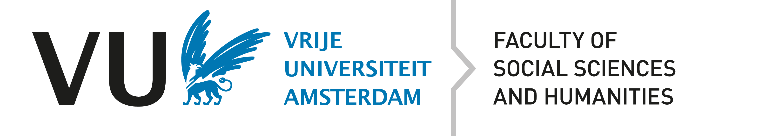 VU VRIJE
UNIVERSITEIT
AMSTERDAM
FACULTY OF
SOCIAL SCIENCES
AND HUMANITIES